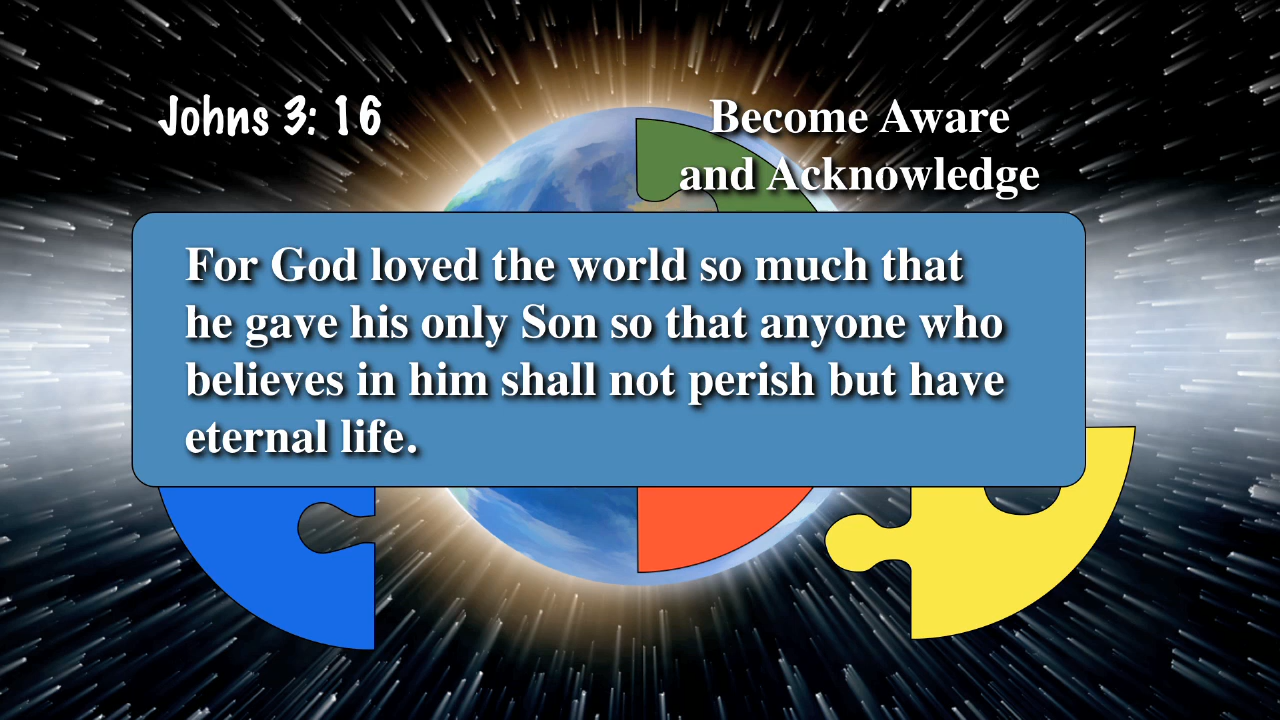 Johns 3: 16
Become Aware
and Acknowledge
For God loved the world so much that
he gave his only Son so that anyone who
believes in him shall not perish but have
eternal life.